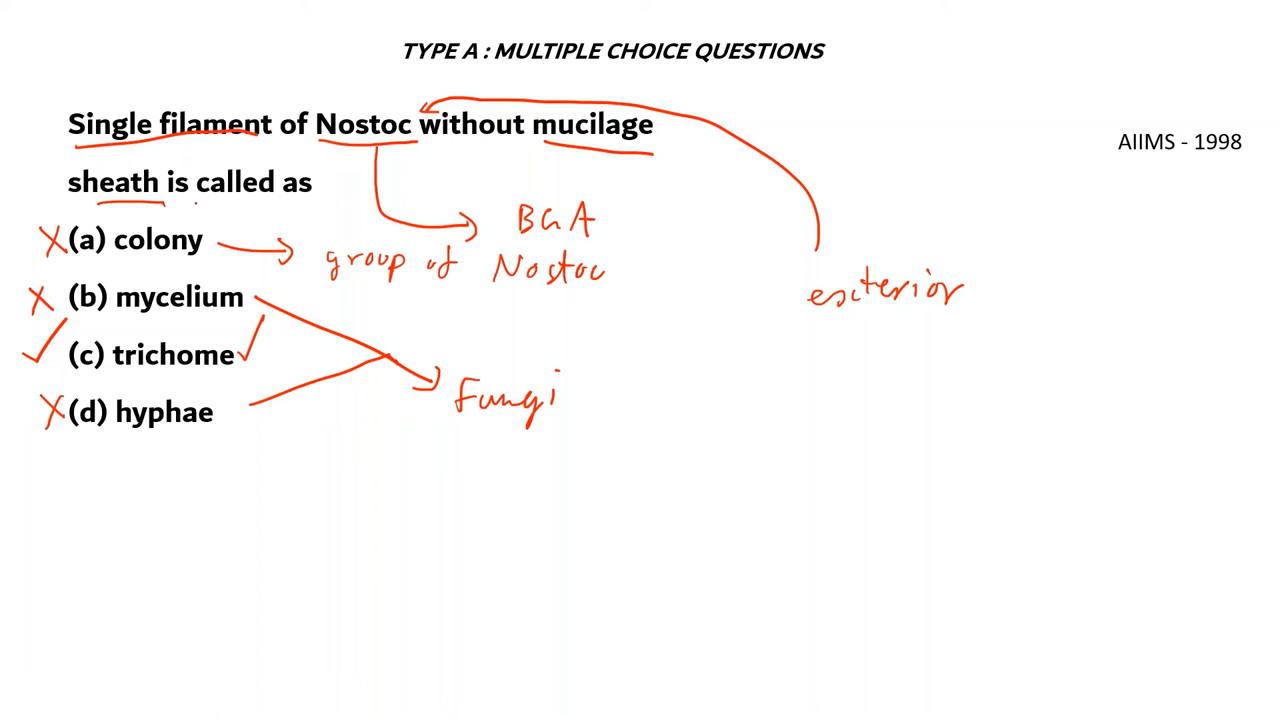 TYPE A : MULTIPLE CHOICE QUESTIONS
Single filament of Nostoc without mucilage
AIIMS - 1998
sheath is called as
BGA
X (a) colony
group of Nostoc
exterior
X (b) mycelium
(c) trichome
Fungi
X (d) hyphae